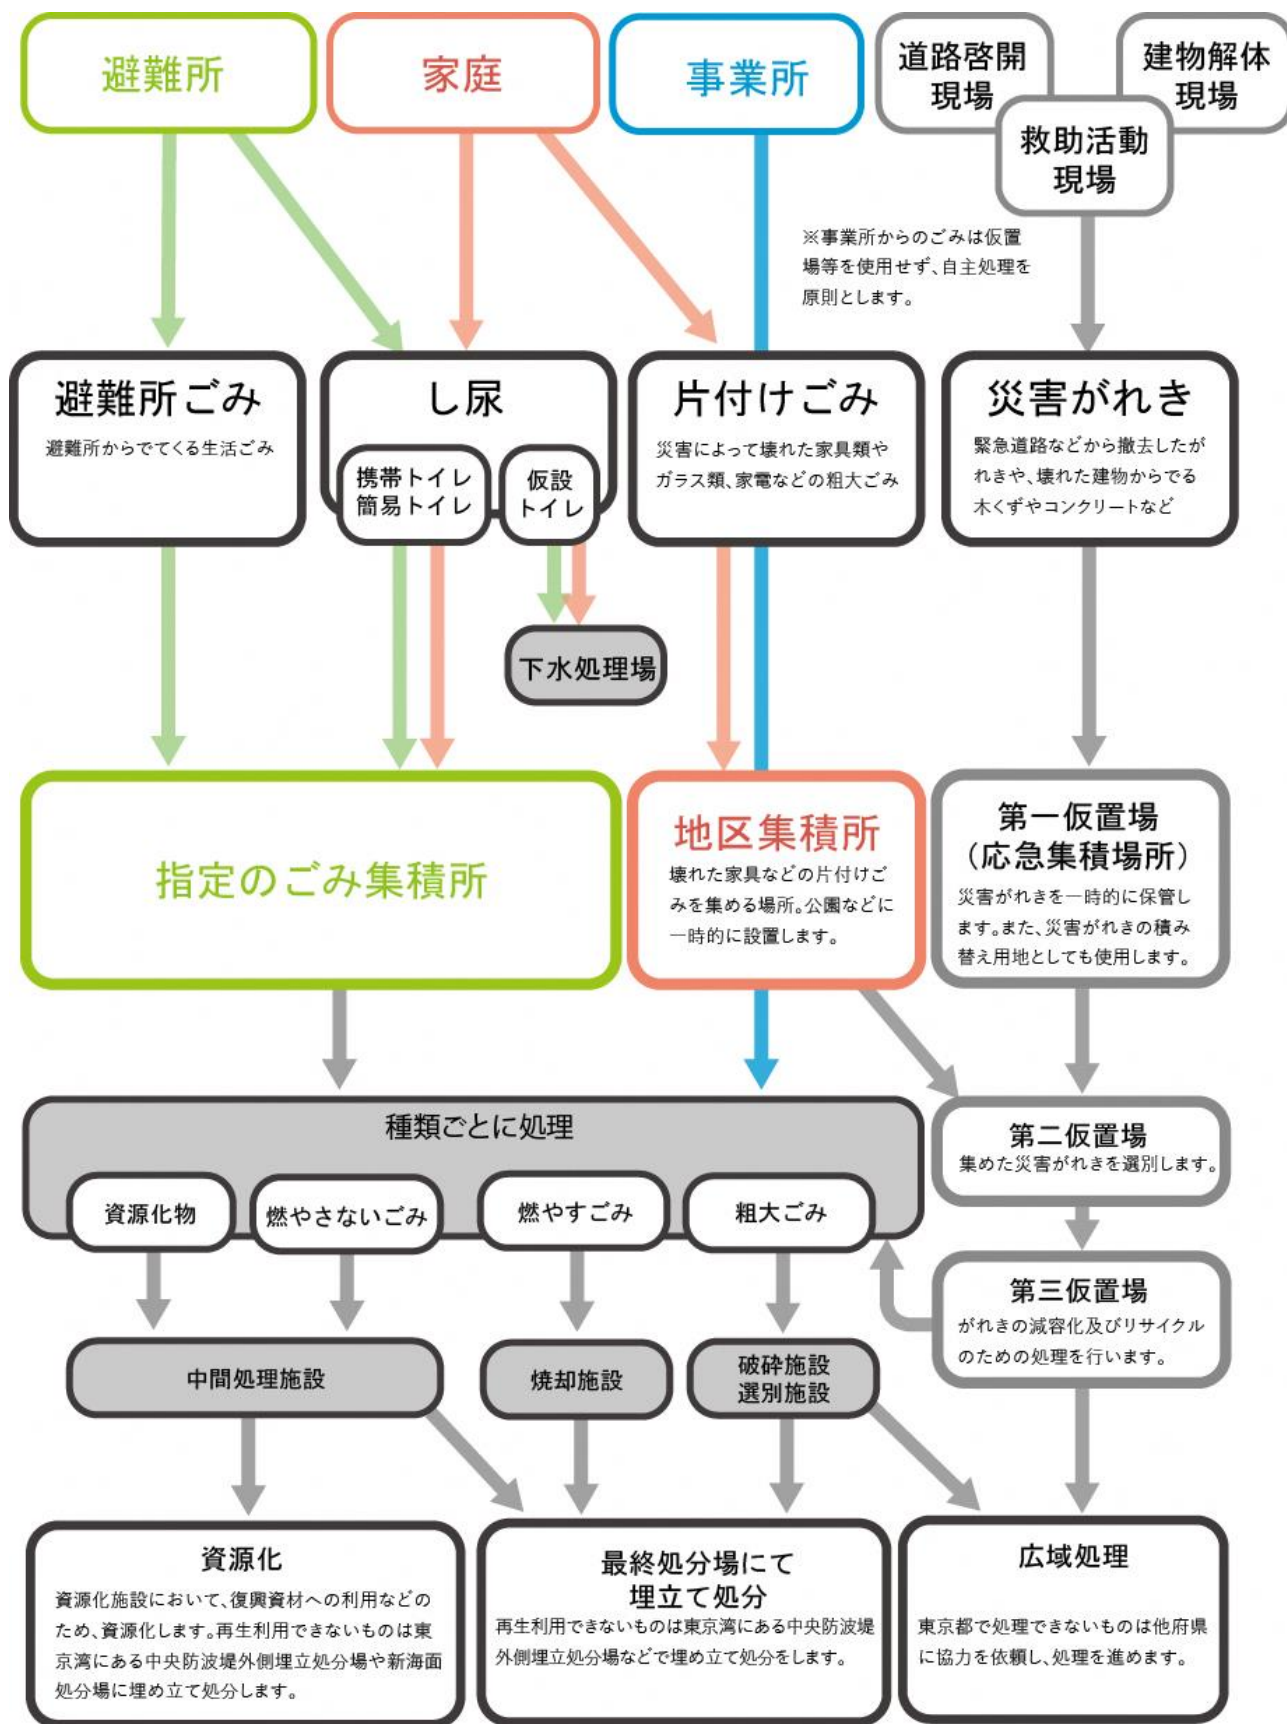 避難所
家庭
事業所
道路啓開
現場
建物解体
現場
救助活動
現場
※事業所からのごみは仮置
場等を使用せず、自主処理を
原則とします。
避難所ごみ
避難所からでてくる生活ごみ
し尿
携帯トイレ
簡易トイレ
仮設
トイレ
片付けごみ
災害によって壊れた家具類や
ガラス類、家電などの粗大ごみ
災害がれき
緊急道路などから撤去したが
れきや、壊れた建物からでる
木くずやコンクリートなど
下水処理場
指定のごみ集積所
地区集積所
壊れた家具などの片付けご
みを集める場所。公園などに
一時的に設置します。
第一仮置場
（応急集積場所）
災害がれきを一時的に保管し
ます。また、災害がれきの積み
替え用地としても使用します。
種類ごとに処理
資源化物
燃やさないごみ
燃やすごみ
粗大ごみ
第二仮置場
集めた災害がれきを選別します。
第三仮置場
がれきの減容化及びリサイクル
のための処理を行います。
中間処理施設
焼却施設
破砕施設
選別施設
資源化
資源化施設において、復興資材への利用などの
ため、資源化します。再生利用できないものは東
京湾にある中央防波堤外側埋立処分場や新海面
処分場に埋め立て処分します。
最終処分場にて
埋立て処分
再生利用できないものは東京湾にある中央防波堤
外側埋立処分場などで埋め立て処分をします。
広域処理
東京都で処理できないものは他府県
に協力を依頼し、処理を進めます。